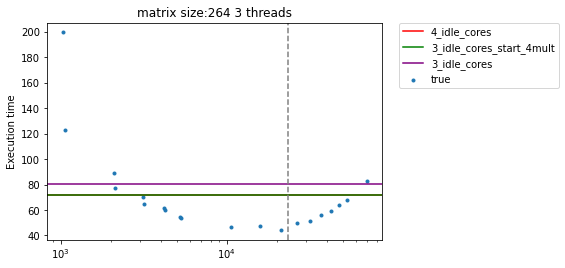 matrix size:264 3 threads
200
180
160
140
120
100
80
60
40
Execution time
10³
10⁴
4_idle_cores
3_idle_cores_start_4mult
3_idle_cores
true